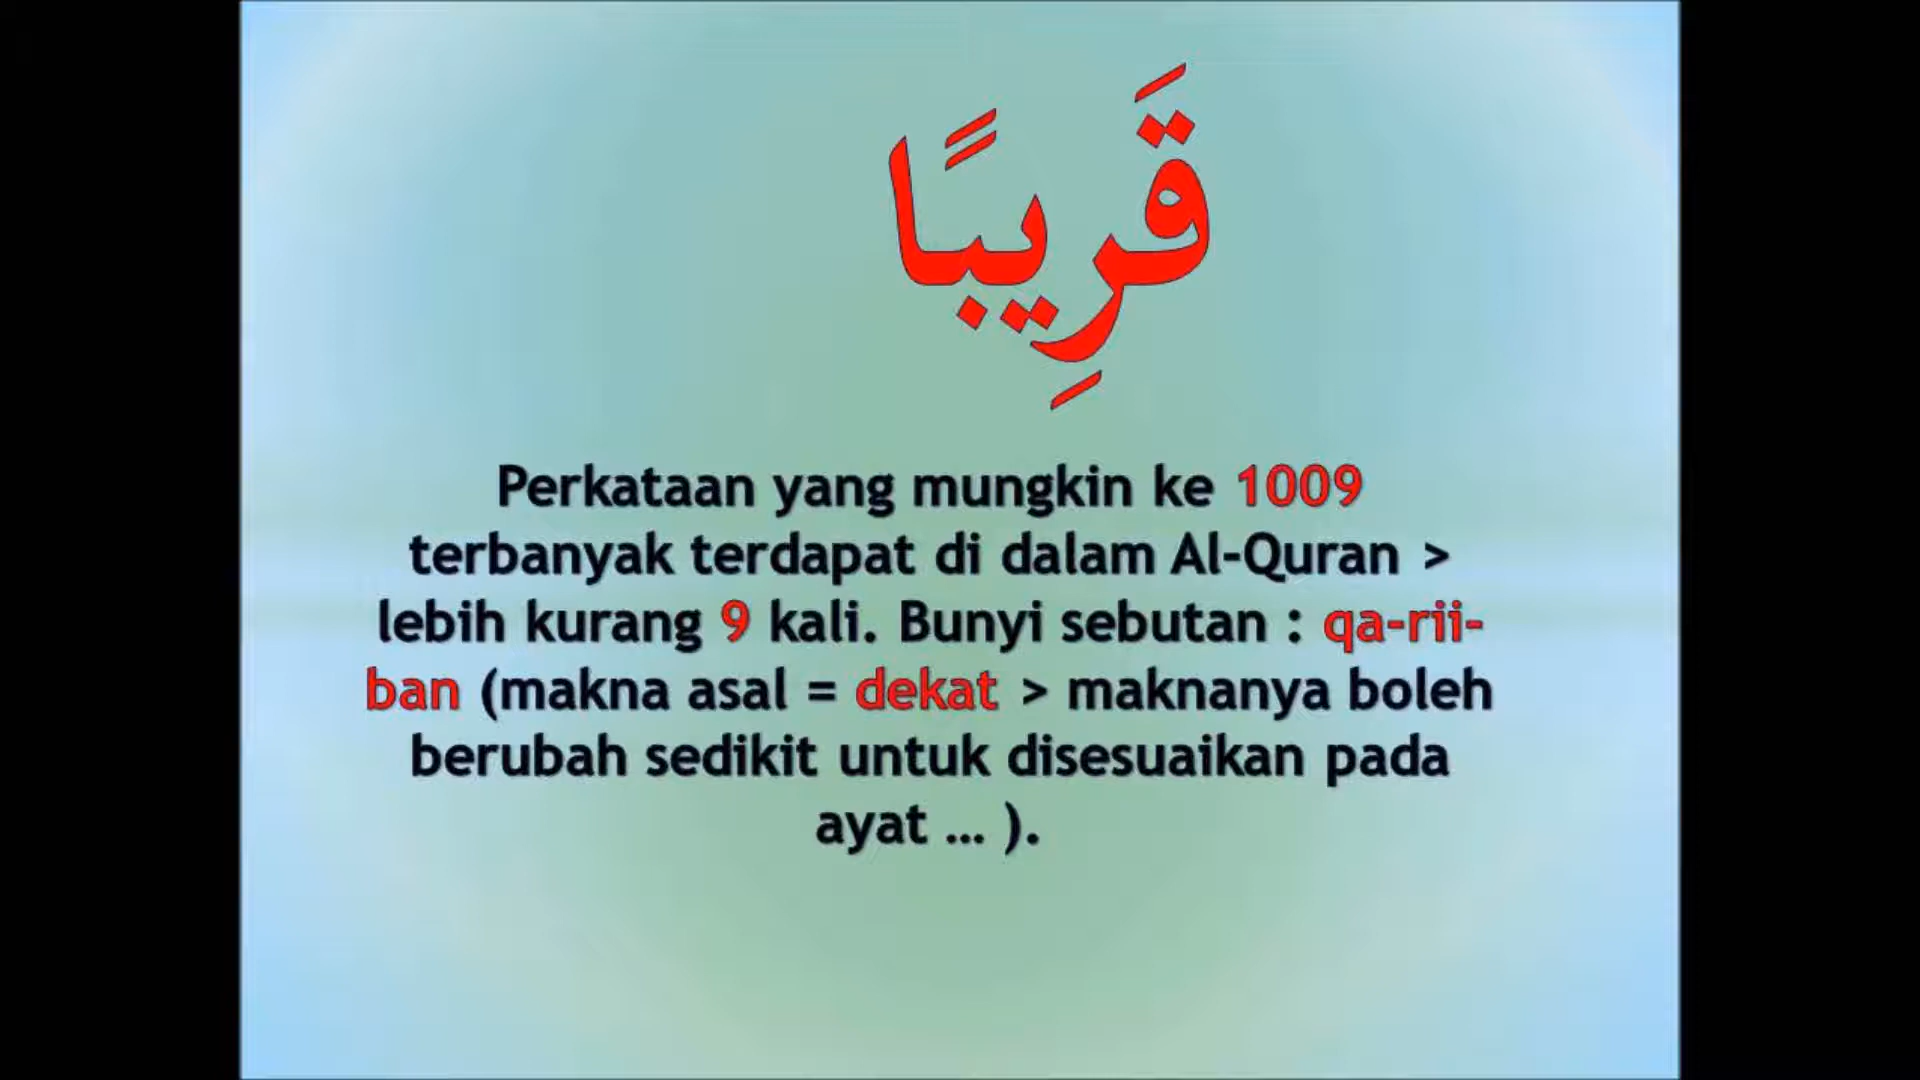 قَرِيبًا
Perkataan yang mungkin ke 1009
terbanyak terdapat di dalam Al-Quran >
lebih kurang 9 kali. Bunyi sebutan : qa-rii-
ban (makna asal = dekat > maknanya boleh
berubah sedikit untuk disesuaikan pada
ayat ... ).